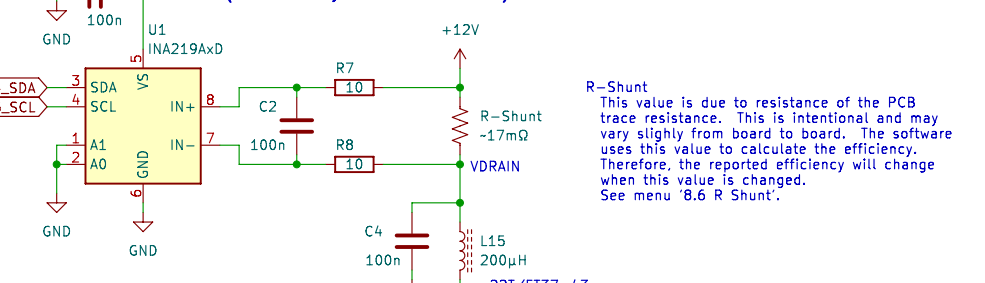 100n
GND
U1
INA219AxD
+12V
5
VS
R7
10
R-Shunt
This value is due to resistance of the PCB
trace resistance. This is intentional and may
vary slighly from board to board. The software
uses this value to calculate the efficiency.
Therefore, the reported efficiency will change
when this value is changed.
See menu '8.6 R Shunt'.
_SDA
3
SDA
_SCL
4
SCL
IN+
8
C2
100n
R-Shunt
~17mΩ
1
A1
IN-
7
2
A0
GND
6
R8
10
VDRAIN
GND
GND
C4
100n
L15
200µH